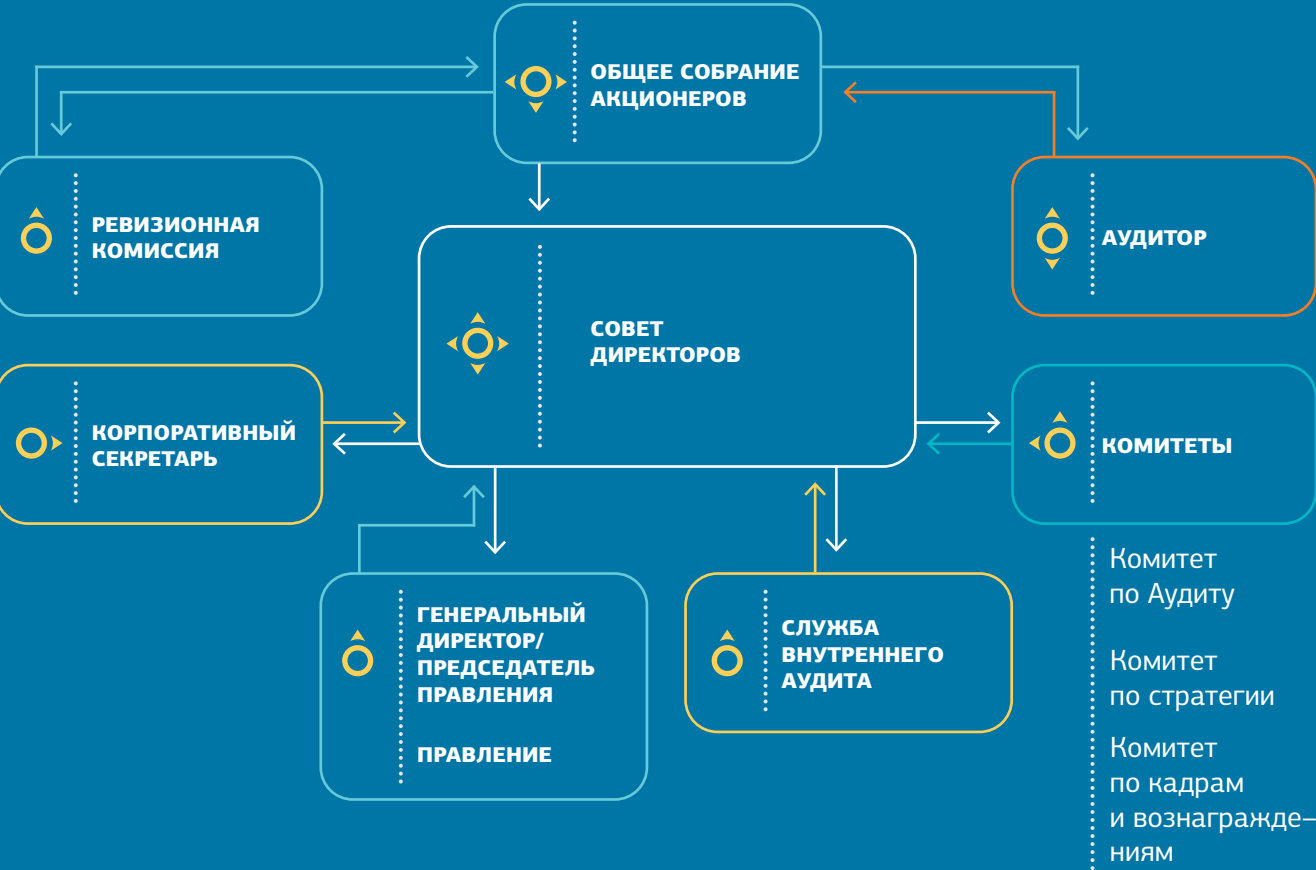 ОБЩЕЕ СОБРАНИЕ
АКЦИОНЕРОВ
РЕВИЗИОННАЯ
КОМИССИЯ
АУДИТОР
СОВЕТ
ДИРЕКТОРОВ
КОРПОРАТИВНЫЙ
СЕКРЕТАРЬ
КОМИТЕТЫ
Комитет
по Аудиту
Комитет
по стратегии
Комитет
по кадрам
и вознагражде–
ниям
ГЕНЕРАЛЬНЫЙ
ДИРЕКТОР/
ПРЕДСЕДАТЕЛЬ
ПРАВЛЕНИЯ
ПРАВЛЕНИЕ
СЛУЖБА
ВНУТРЕННЕГО
АУДИТА